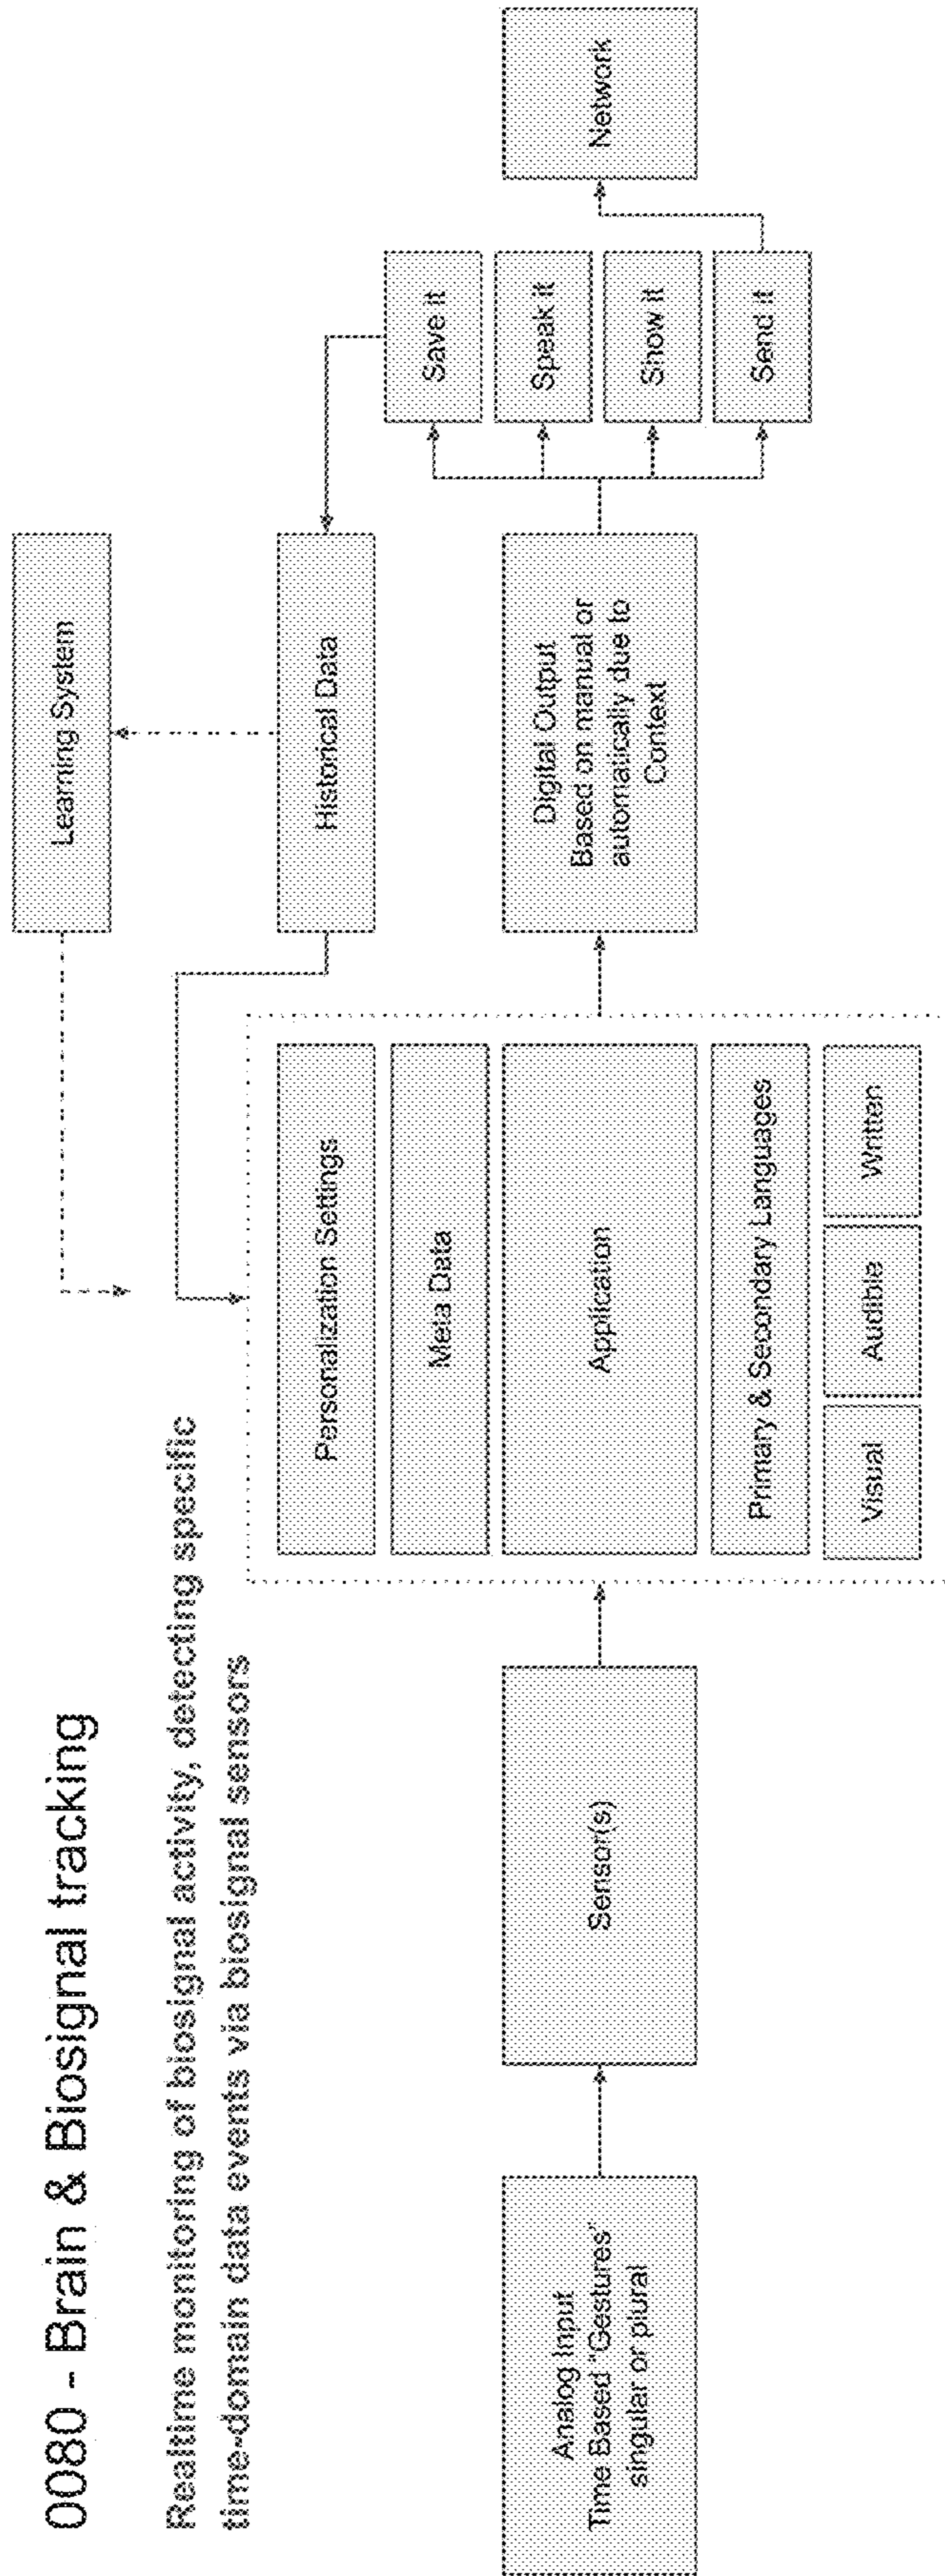 0080 - Brain & Biosignal tracking
Realtime monitoring of biosignal activity, detecting specific
time-domain data events via biosignal sensors
Analog Input
Time Based "Gestures"
singular or plural
Sensor(s)
Personalization Settings
Meta Data
Application
Primary & Secondary Languages
Visual
Audible
Written
Learning System
Historical Data
Digital Output
Based on manual or
automatically due to
Context
Save it
Speak it
Show it
Send it
Network